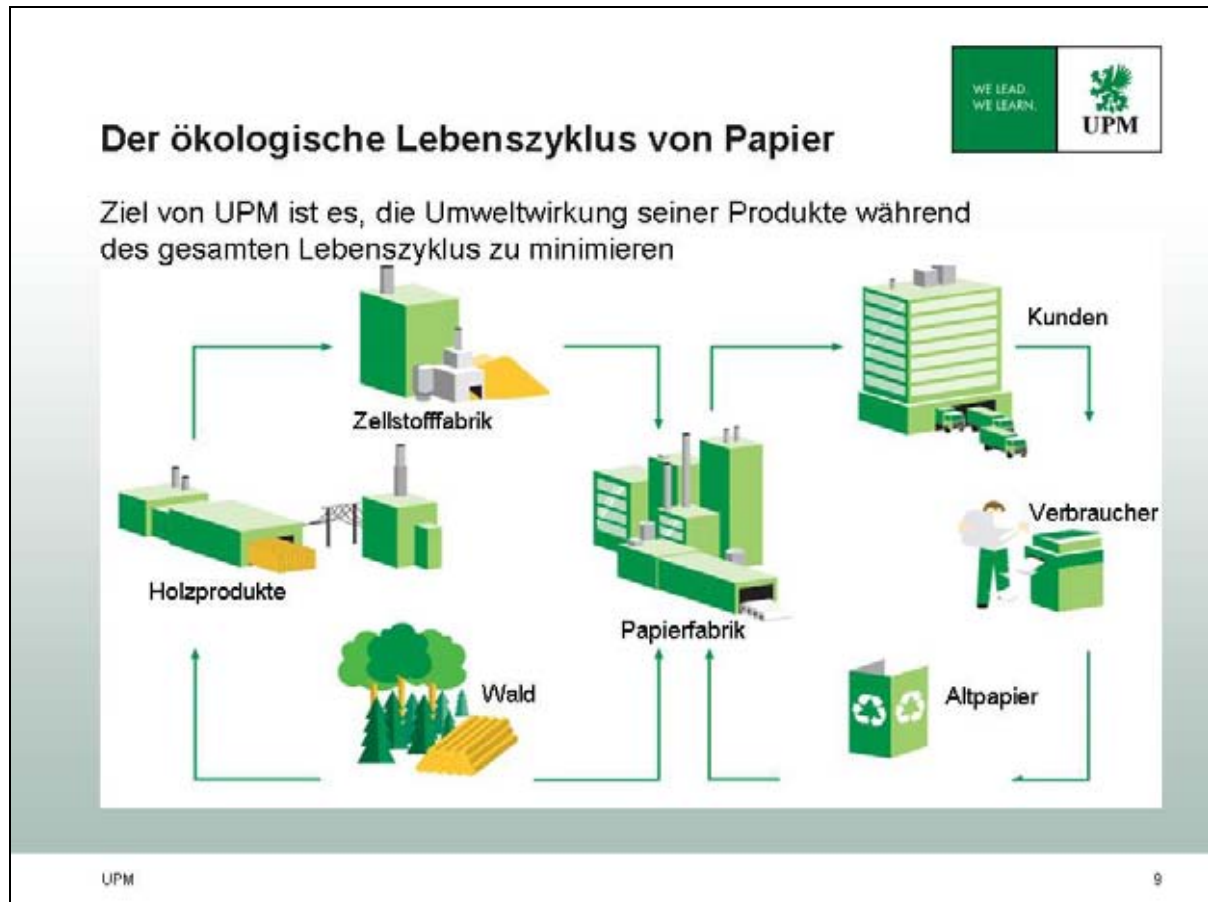 WE LEAD.
WE LEARN.
UPM
Der ökologische Lebenszyklus von Papier
Ziel von UPM ist es, die Umweltwirkung seiner Produkte während
des gesamten Lebenszyklus zu minimieren
Kunden
Zellstofffabrik
Verbraucher
Holzprodukte
Papierfabrik
Wald
Altpapier
UPM
9